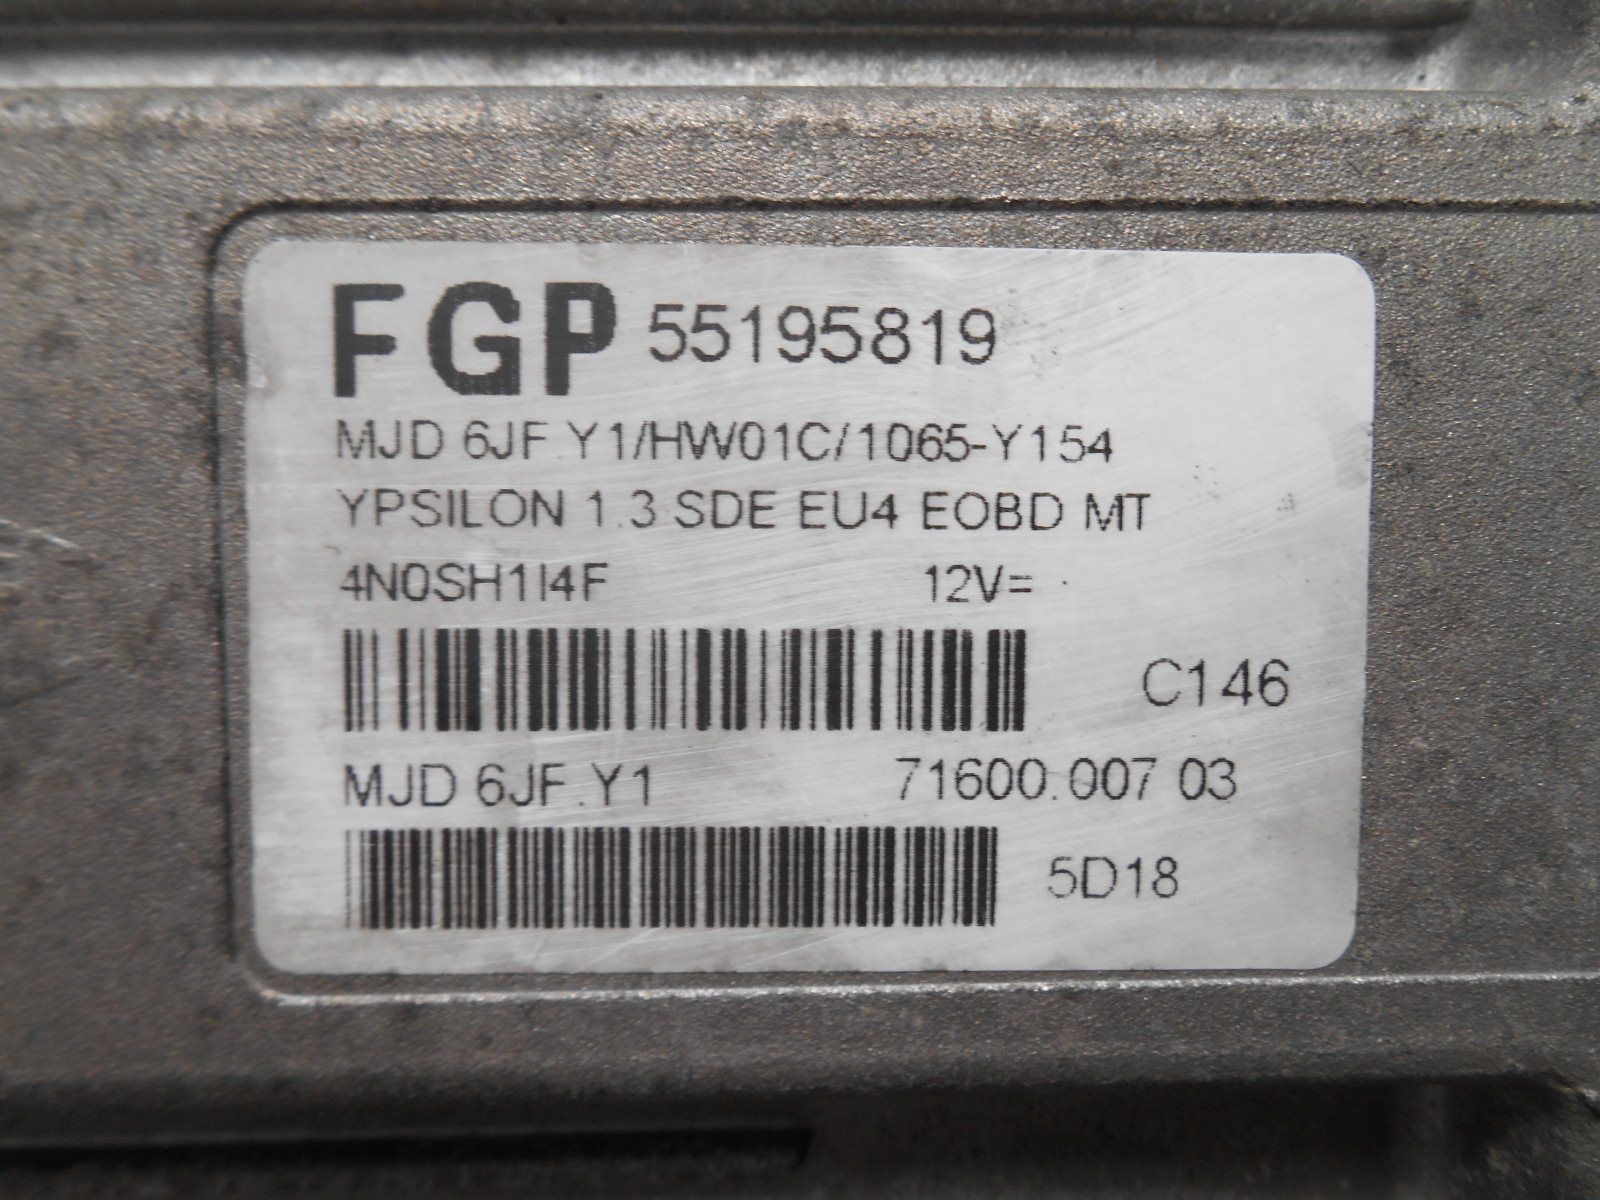 FGP 55195819
MJD 6JF.Y1/HW01C/1065-Y154
YPSILON 1.3 SDE EU4 EOBD MT
4N0SH1I4F 12V=
C146
MJD 6JF.Y1 71600.007 03
5D18